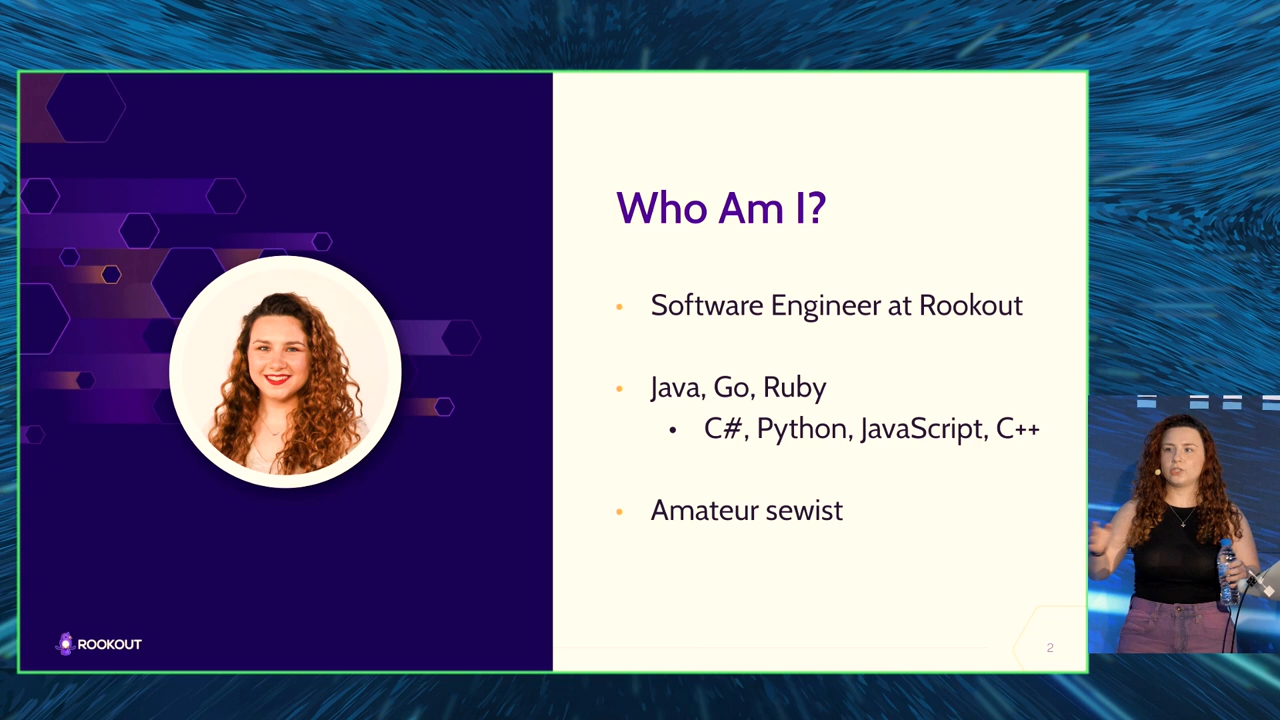 Who Am I?
Software Engineer at Rookout
Java, Go, Ruby
C#, Python, JavaScript, C++
Amateur sewist
ROOKOUT
2